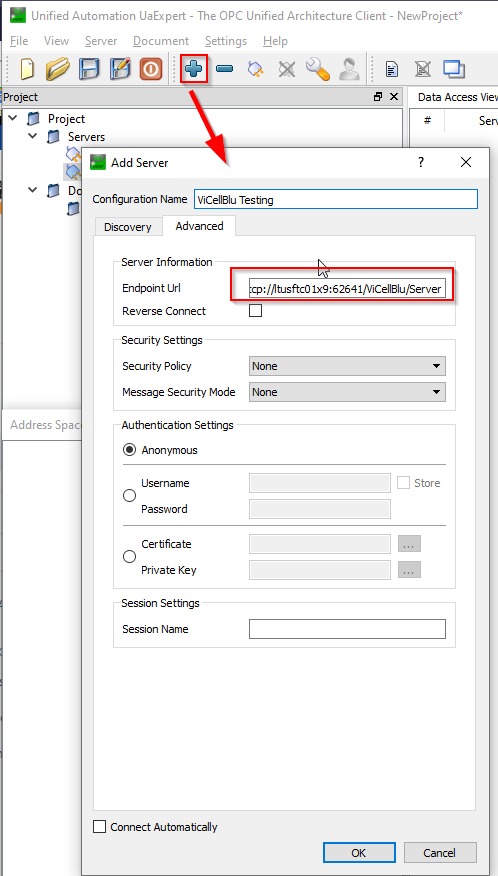 Unified Automation UaExpert - The OPC Unified Architecture Client - NewProject*
File View Server Document Settings Help
Project
Data Access View
# Serv
Project
Servers
Do
Add Server
? 
Configuration Name ViCellBlu Testing
Discovery Advanced
Server Information
Endpoint Url tcp://ltusftc01x9:62641/ViCellBlu/Server
Reverse Connect
Security Settings
Security Policy None
Message Security Mode None
Address Space
Authentication Settings
Anonymous
Username Store
Password
Certificate ...
Private Key ...
Session Settings
Session Name
Connect Automatically
OK Cancel